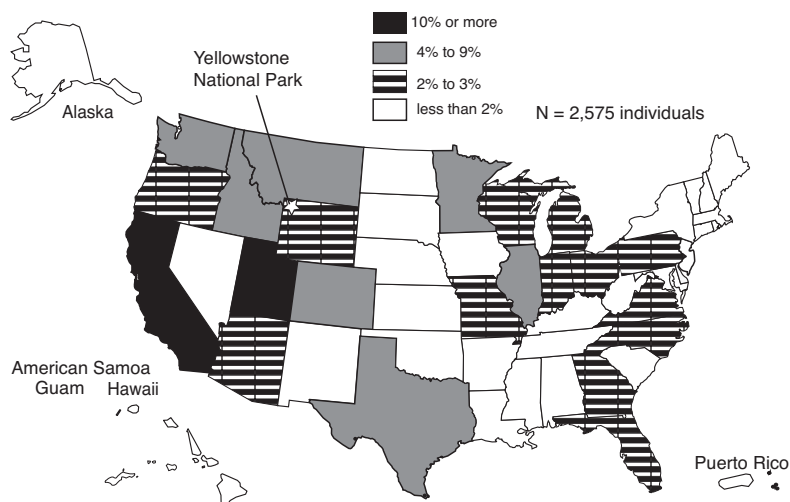 10% or more
4% to 9%
2% to 3%
less than 2%
N = 2,575 individuals
Yellowstone
National Park
Alaska
American Samoa
Guam Hawaii
Puerto Rico